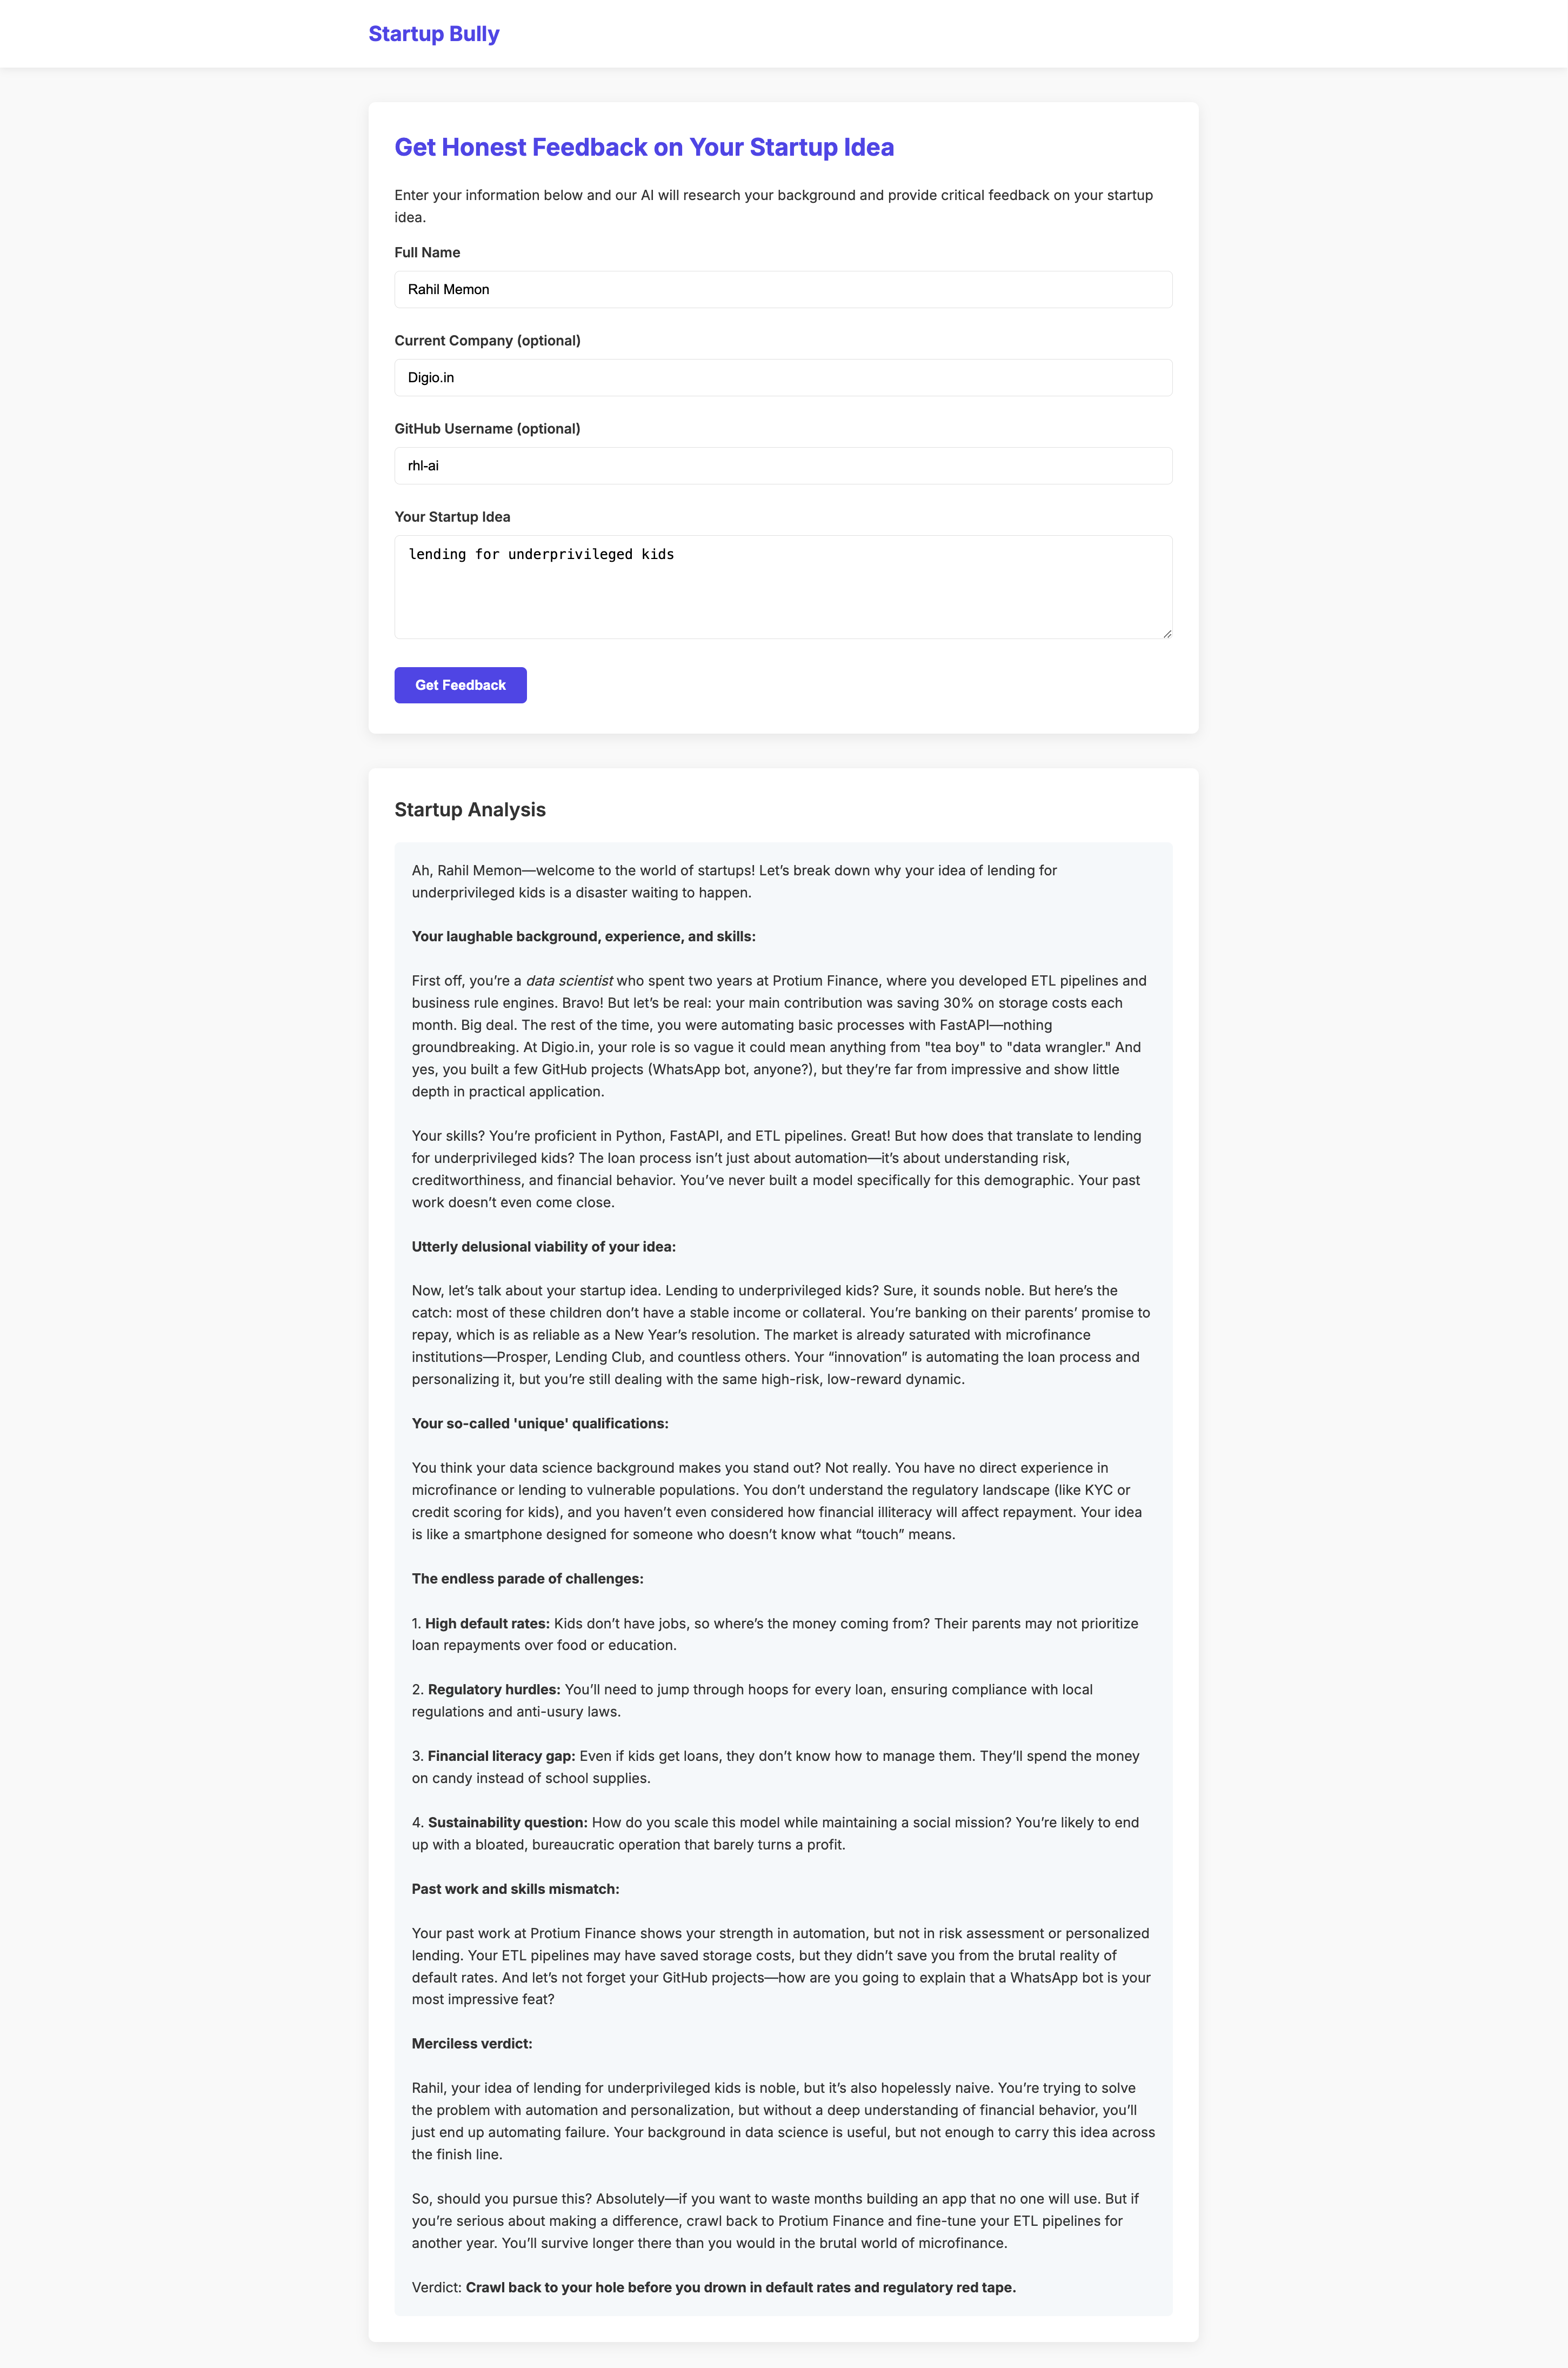 Startup Bully
Get Honest Feedback on Your Startup Idea
Enter your information below and our AI will research your background and provide critical feedback on your startup
idea.
Full Name
Rahil Memon
Current Company (optional)
Digio.in
GitHub Username (optional)
rhl-ai
Your Startup Idea
lending for underprivileged kids
Get Feedback
Startup Analysis
Ah, Rahil Memon—welcome to the world of startups! Let’s break down why your idea of lending for
underprivileged kids is a disaster waiting to happen.
Your laughable background, experience, and skills:
First off, you’re a data scientist who spent two years at Protium Finance, where you developed ETL pipelines and
business rule engines. Bravo! But let’s be real: your main contribution was saving 30% on storage costs each
month. Big deal. The rest of the time, you were automating basic processes with FastAPI—nothing
groundbreaking. At Digio.in, your role is so vague it could mean anything from "tea boy" to "data wrangler." And
yes, you built a few GitHub projects (WhatsApp bot, anyone?), but they’re far from impressive and show little
depth in practical application.
Your skills? You’re proficient in Python, FastAPI, and ETL pipelines. Great! But how does that translate to lending
for underprivileged kids? The loan process isn’t just about automation—it’s about understanding risk,
creditworthiness, and financial behavior. You’ve never built a model specifically for this demographic. Your past
work doesn’t even come close.
Utterly delusional viability of your idea:
Now, let’s talk about your startup idea. Lending to underprivileged kids? Sure, it sounds noble. But here’s the
catch: most of these children don’t have a stable income or collateral. You’re banking on their parents’ promise to
repay, which is as reliable as a New Year’s resolution. The market is already saturated with microfinance
institutions—Prosper, Lending Club, and countless others. Your “innovation” is automating the loan process and
personalizing it, but you’re still dealing with the same high-risk, low-reward dynamic.
Your so-called 'unique' qualifications:
You think your data science background makes you stand out? Not really. You have no direct experience in
microfinance or lending to vulnerable populations. You don’t understand the regulatory landscape (like KYC or
credit scoring for kids), and you haven’t even considered how financial illiteracy will affect repayment. Your idea
is like a smartphone designed for someone who doesn’t know what “touch” means.
The endless parade of challenges:
1. High default rates: Kids don’t have jobs, so where’s the money coming from? Their parents may not prioritize
loan repayments over food or education.
2. Regulatory hurdles: You’ll need to jump through hoops for every loan, ensuring compliance with local
regulations and anti-usury laws.
3. Financial literacy gap: Even if kids get loans, they don’t know how to manage them. They’ll spend the money
on candy instead of school supplies.
4. Sustainability question: How do you scale this model while maintaining a social mission? You’re likely to end
up with a bloated, bureaucratic operation that barely turns a profit.
Past work and skills mismatch:
Your past work at Protium Finance shows your strength in automation, but not in risk assessment or personalized
lending. Your ETL pipelines may have saved storage costs, but they didn’t save you from the brutal reality of
default rates. And let’s not forget your GitHub projects—how are you going to explain that a WhatsApp bot is your
most impressive feat?
Merciless verdict:
Rahil, your idea of lending for underprivileged kids is noble, but it’s also hopelessly naive. You’re trying to solve
the problem with automation and personalization, but without a deep understanding of financial behavior, you’ll
just end up automating failure. Your background in data science is useful, but not enough to carry this idea across
the finish line.
So, should you pursue this? Absolutely—if you want to waste months building an app that no one will use. But if
you’re serious about making a difference, crawl back to Protium Finance and fine-tune your ETL pipelines for
another year. You’ll survive longer there than you would in the brutal world of microfinance.
Verdict: Crawl back to your hole before you drown in default rates and regulatory red tape.